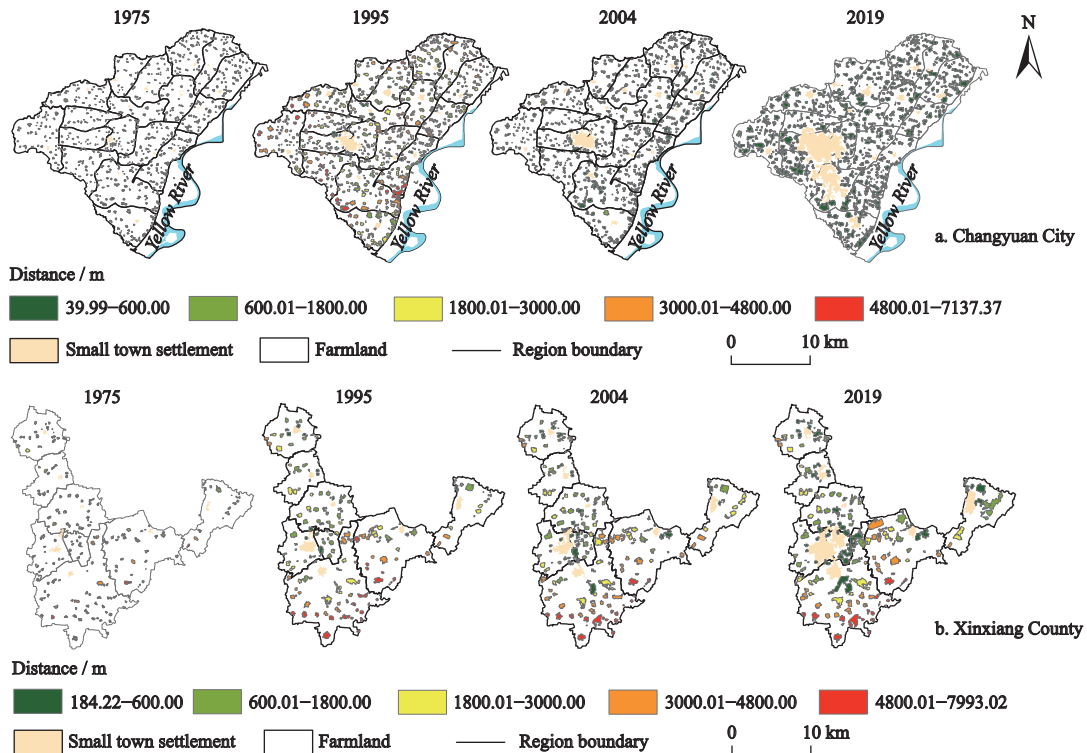 1975 1995 2004 2019
N
Yellow River Yellow River Yellow River Yellow River
a. Changyuan City
Distance / m
39.99−600.00 600.01−1800.00 1800.01−3000.00 3000.01−4800.00 4800.01−7137.37
Small town settlement Farmland Region boundary 0 10 km
1975 1995 2004 2019
b. Xinxiang County
Distance / m
184.22−600.00 600.01−1800.00 1800.01−3000.00 3000.01−4800.00 4800.01−7993.02
Small town settlement Farmland Region boundary 0 10 km